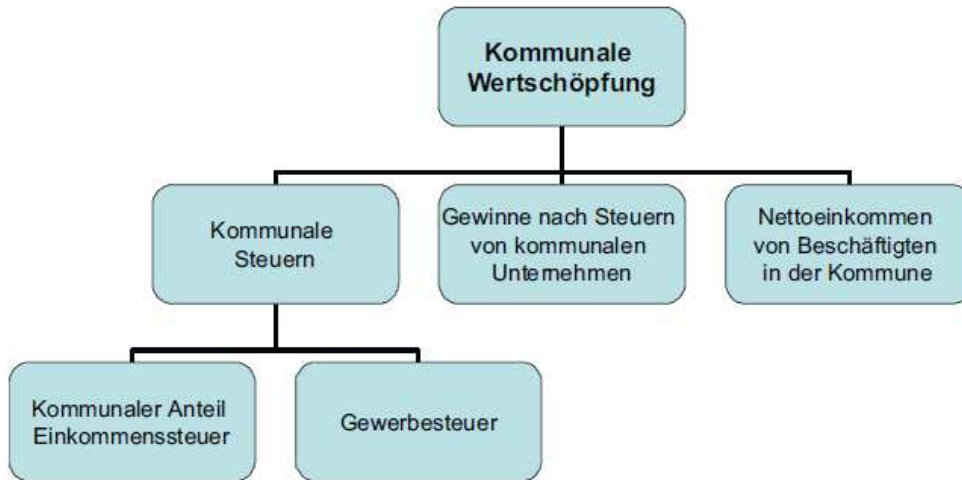 Kommunale
Wertschöpfung
Kommunale
Steuern
Gewinne nach Steuern
von kommunalen
Unternehmen
Nettoeinkommen
von Beschäftigten
in der Kommune
Kommunaler Anteil
Einkommenssteuer
Gewerbesteuer